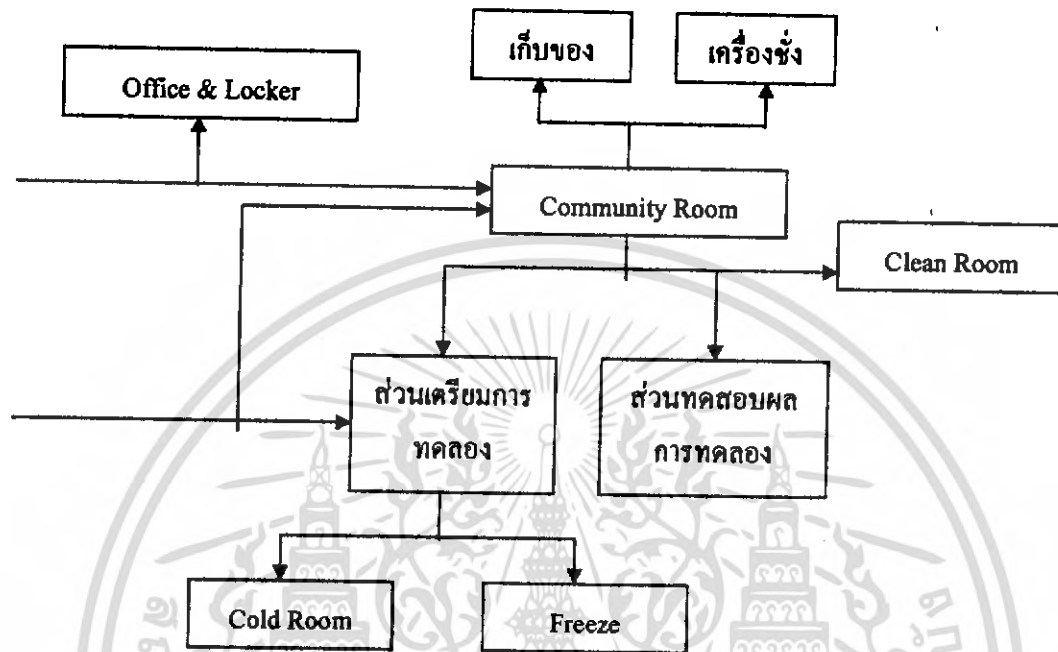 เก็บของ
เครื่องชั่ง
Office & Locker
Community Room
Clean Room
ส่วนเตรียมการ
ทดลอง
ส่วนทดสอบผล
การทดลอง
Cold Room
Freeze